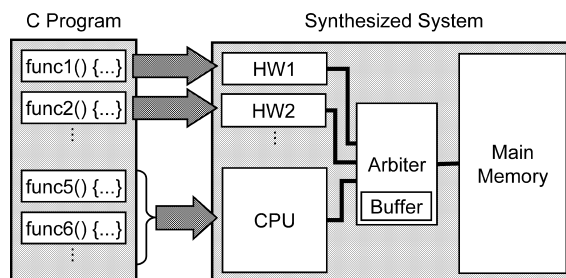 C Program
Synthesized System
func1() {...}
func2() {...}
⋮
func5() {...}
func6() {...}
⋮
HW1
HW2
⋮
CPU
Arbiter
Buffer
Main
Memory